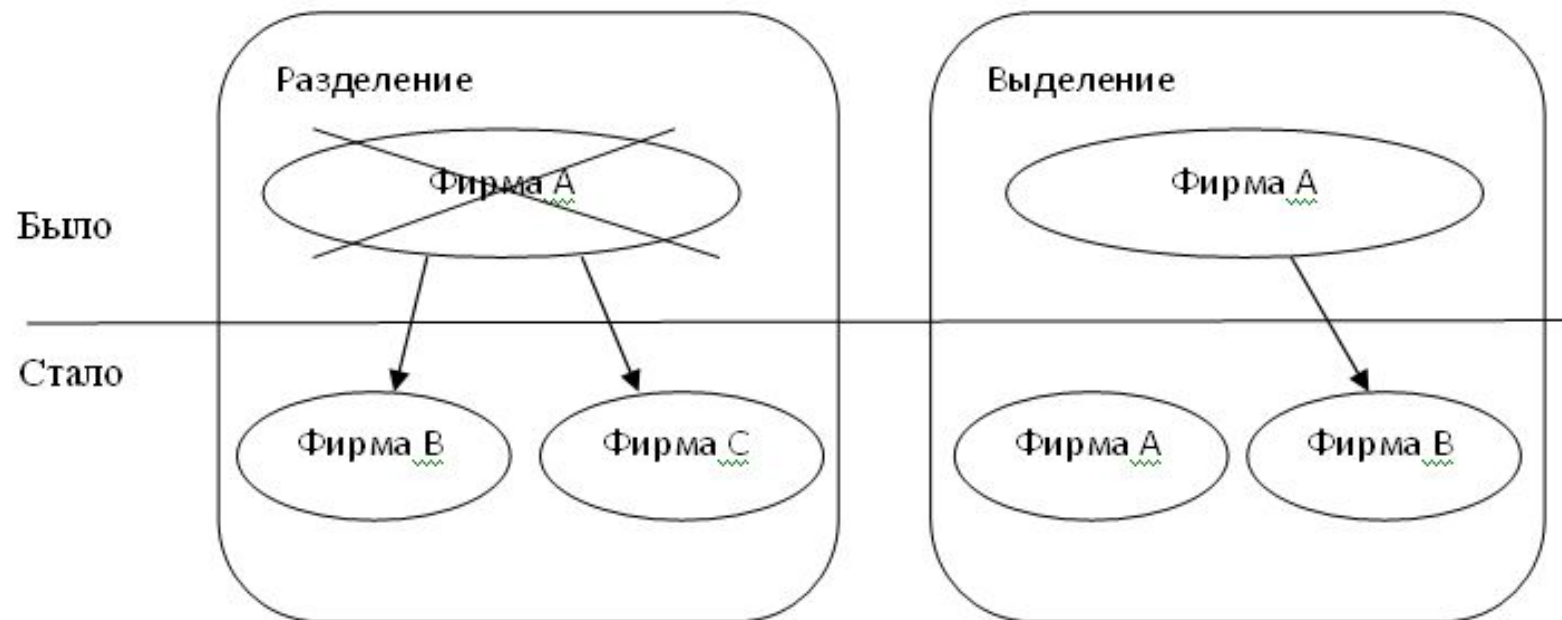 Разделение
Выделение
Фирма А
Фирма А
Было
Стало
Фирма В
Фирма С
Фирма А
Фирма В